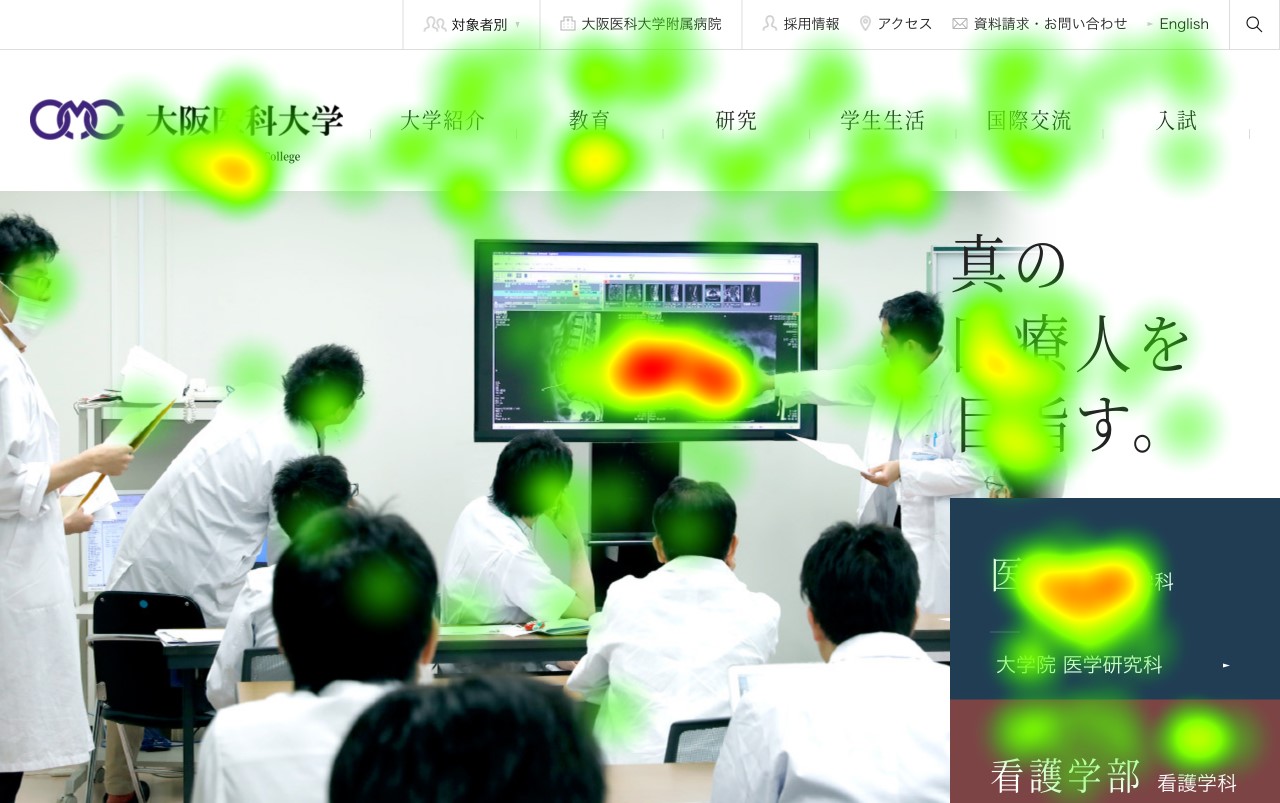 対象者別
大阪医科大学附属病院
採用情報
アクセス
資料請求・お問い合わせ
English
OMC 大阪医科大学
College
大学紹介
教育
研究
学生生活
国際交流
入試
真の
医療人を
目指す。
医 科
大学院 医学研究科
看護学部 看護学科